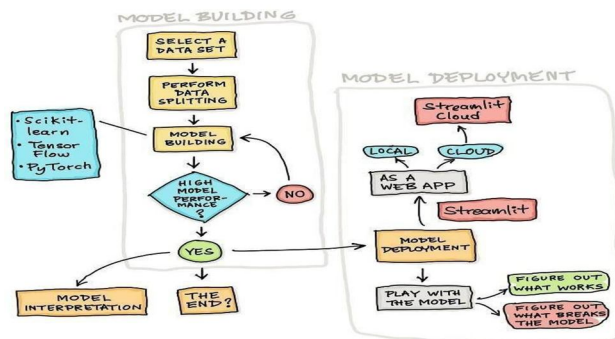 MODEL BUILDING
SELECT A
DATA SET
PERFORM
DATA
SPLITTING
• Scikit-
learn
• Tensor
Flow
• PyTorch
MODEL
BUILDING
HIGH
MODEL
PERFOR-
MANCE
?
NO
YES
MODEL
INTERPRETATION
THE
END?
MODEL DEPLOYMENT
Streamlit
Cloud
LOCAL
CLOUD
AS A
WEB APP
Streamlit
MODEL
DEPLOYMENT
PLAY WITH
THE MODEL
FIGURE OUT
WHAT WORKS
FIGURE OUT
WHAT BREAKS
THE MODEL